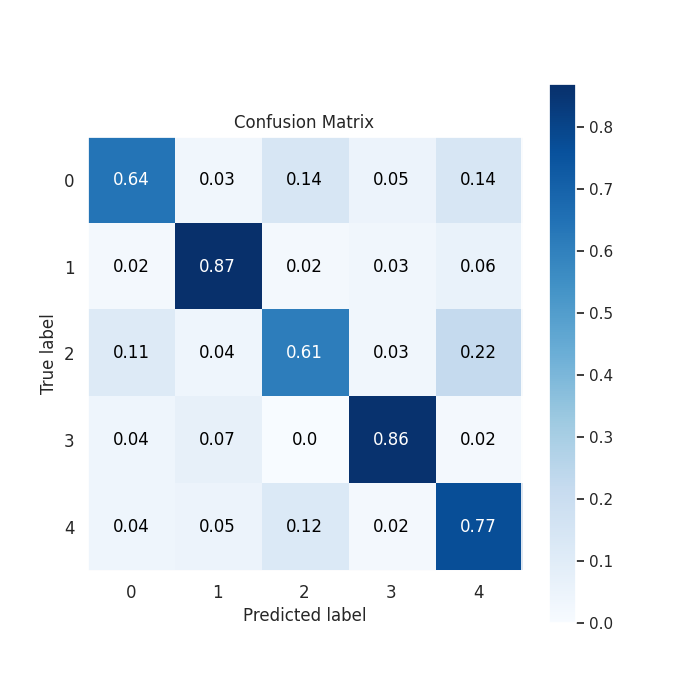 Confusion Matrix
0 0.64 0.03 0.14 0.05 0.14
1 0.02 0.87 0.02 0.03 0.06
2 0.11 0.04 0.61 0.03 0.22
3 0.04 0.07 0.0 0.86 0.02
4 0.04 0.05 0.12 0.02 0.77
0 1 2 3 4
Predicted label
True label
0.8
0.7
0.6
0.5
0.4
0.3
0.2
0.1
0.0